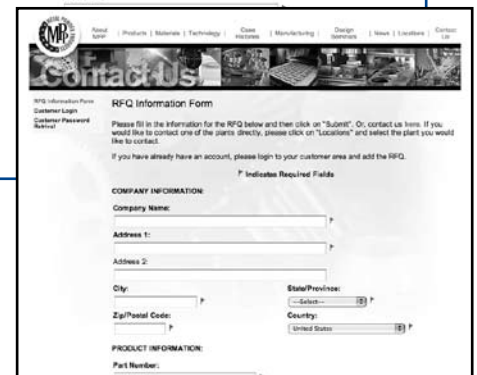 MPP
About
MPP
Products | Materials | Technology
Case
Histories
Manufacturing
Design
Seminars
News | Locations
Contact
Us
Contact Us
RFQ Information Form
Customer Login
Customer Password
Retrieval
RFQ Information Form
Please fill in the information for the RFQ below and then click on "Submit". Or, contact us here. If you
would like to contact one of the plants directly, please click on "Locations" and select the plant you would
like to contact.
If you have already have an account, please login to your customer area and add the RFQ.
Indicates Required Fields
COMPANY INFORMATION:
Company Name:
Address 1:
Address 2:
City:
State/Province:
---Select---
Zip/Postal Code:
Country:
United States
PRODUCT INFORMATION:
Part Number: